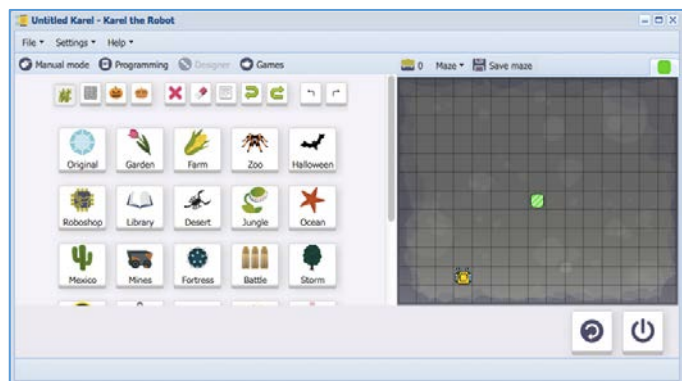 Untitled Karel - Karel the Robot
File Settings Help
Manual mode Programming Designer Games 0 Maze Save maze
Original Garden Farm Zoo Halloween
Roboshop Library Desert Jungle Ocean
Mexico Mines Fortress Battle Storm